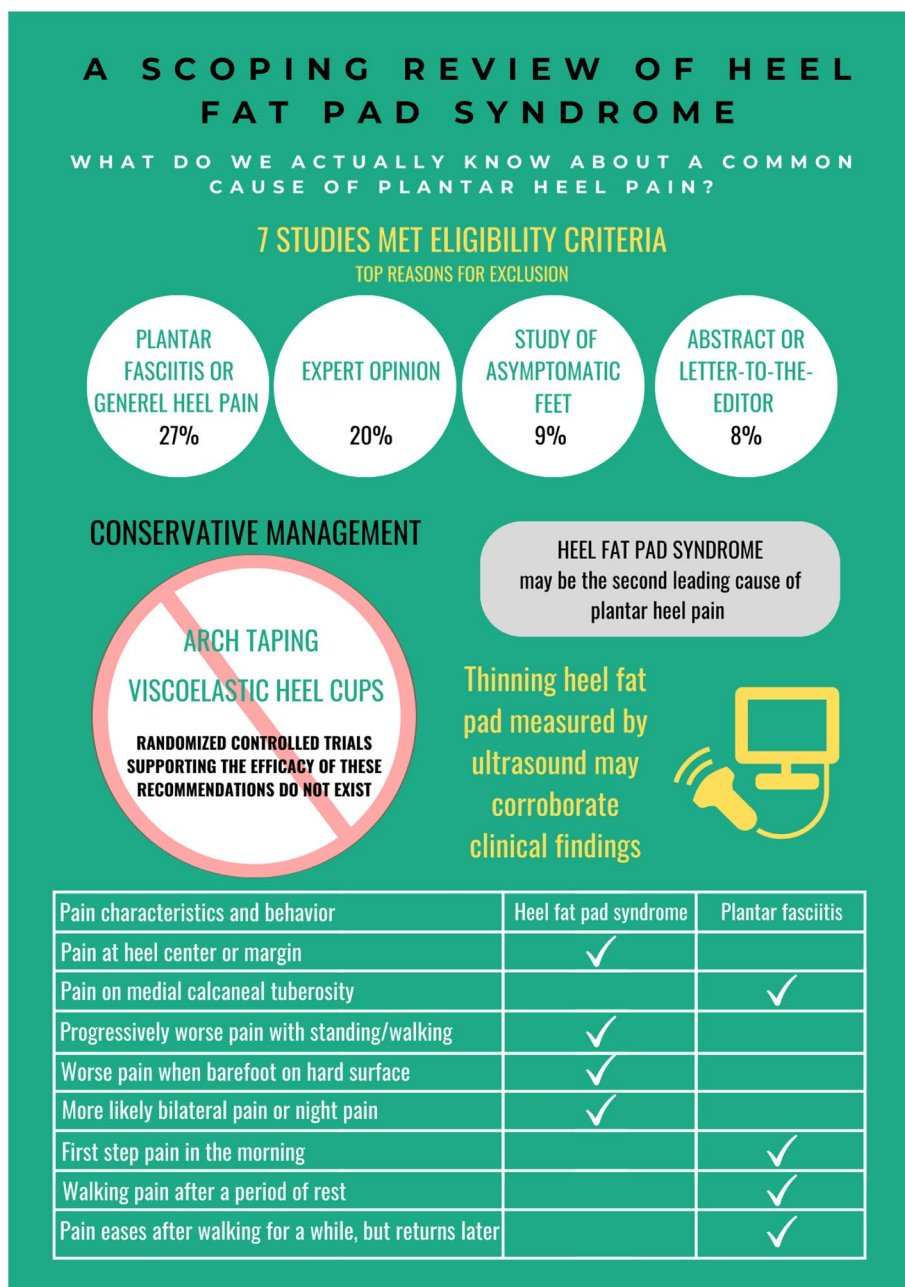 A SCOPING REVIEW OF HEEL
FAT PAD SYNDROME
WHAT DO WE ACTUALLY KNOW ABOUT A COMMON
CAUSE OF PLANTAR HEEL PAIN?
7 STUDIES MET ELIGIBILITY CRITERIA
TOP REASONS FOR EXCLUSION
PLANTAR
FASCIITIS OR
GENEREL HEEL PAIN
27%
EXPERT OPINION
20%
STUDY OF
ASYMPTOMATIC
FEET
9%
ABSTRACT OR
LETTER-TO-THE-
EDITOR
8%
CONSERVATIVE MANAGEMENT
ARCH TAPING
VISCOELASTIC HEEL CUPS
RANDOMIZED CONTROLLED TRIALS
SUPPORTING THE EFFICACY OF THESE
RECOMMENDATIONS DO NOT EXIST
HEEL FAT PAD SYNDROME
may be the second leading cause of
plantar heel pain
Thinning heel fat
pad measured by
ultrasound may
corroborate
clinical findings
Pain characteristics and behavior Heel fat pad syndrome Plantar fasciitis
Pain at heel center or margin ✓
Pain on medial calcaneal tuberosity ✓
Progressively worse pain with standing/walking ✓
Worse pain when barefoot on hard surface ✓
More likely bilateral pain or night pain ✓
First step pain in the morning ✓
Walking pain after a period of rest ✓
Pain eases after walking for a while, but returns later ✓